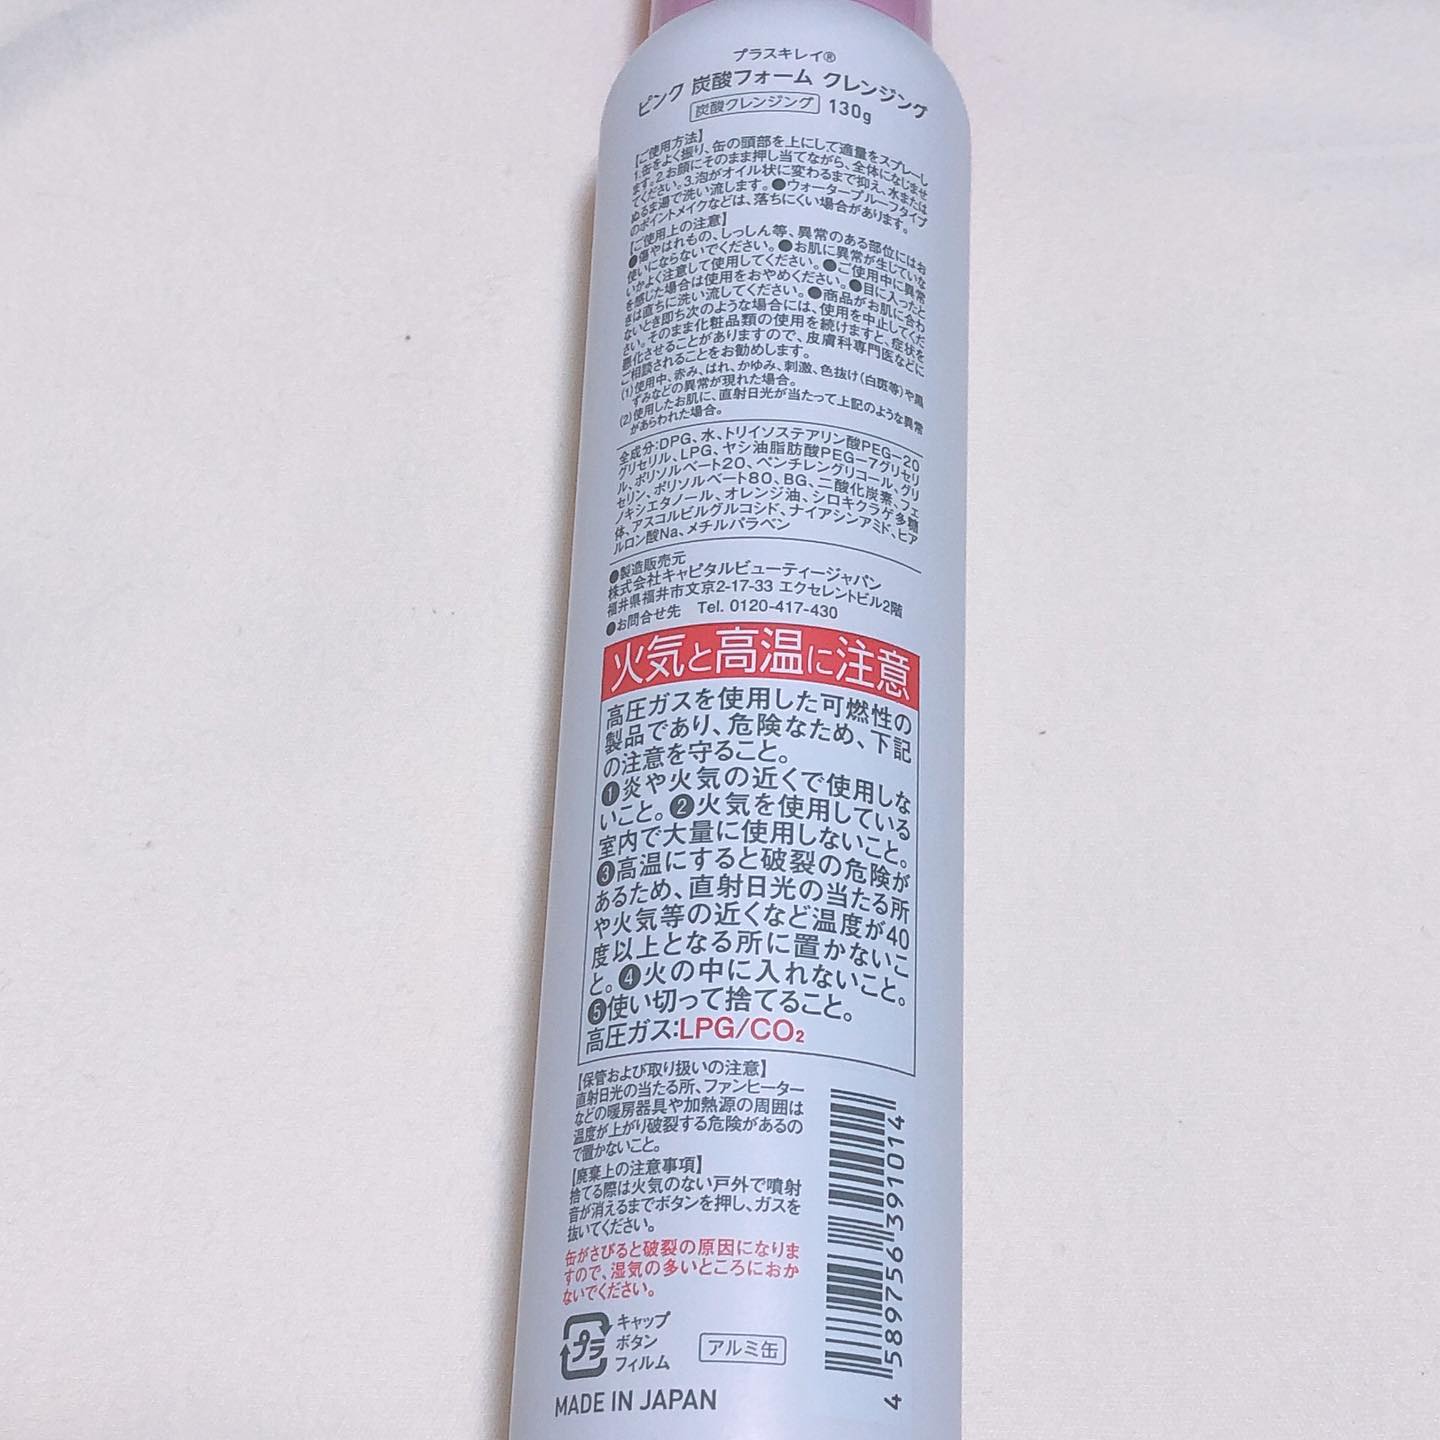 プラスキレイ®
ピンク 炭酸フォーム クレンジング
炭酸クレンジング 130g
【ご使用方法】
1.缶をよく振り、缶の頭部を上にして適量をスプレーし
ます。2.お顔にそのまま押し当てながら、全体になじませ
てください。3.泡がオイル状に変わるまで抑え、水または
ぬるま湯で洗い流します。●ウォータープルーフタイプ
のポイントメイクなどは、落ちにくい場合があります。
【ご使用上の注意】
●傷やはれもの、しっしん等、異常のある部位にはお
使いにならないでください。●お肌に異常が生じていな
いかよく注意して使用してください。●ご使用中に異常
を感じた場合は使用をおやめください。●目に入ったと
きは直ちに洗い流してください。●商品がお肌に合わ
ないとき即ち次のような場合には、使用を中止してくだ
さい。そのまま化粧品類の使用を続けますと、症状を
悪化させることがありますので、皮膚科専門医などに
ご相談されることをお勧めします。
(1)使用中、赤み、はれ、かゆみ、刺激、色抜け(白斑等)や黒
ずみなどの異常が現れた場合。
(2)使用したお肌に、直射日光が当たって上記のような異常
があらわれた場合。
全成分:DPG、水、トリイソステアリン酸PEG-20
グリセリル、LPG、ヤシ油脂肪酸PEG-7グリセリ
ル、ポリソルベート20、ペンチレングリコール、グリ
セリン、ポリソルベート80、BG、二酸化炭素、フェ
ノキシエタノール、オレンジ油、シロキクラゲ多糖
体、アスコルビルグルコシド、ナイアシンアミド、ヒア
ルロン酸Na、メチルパラベン
●製造販売元
株式会社キャピタルビューティージャパン
福井県福井市文京2-17-33 エクセレントビル2階
●お問合せ先 Tel. 0120-417-430
火気と高温に注意
高圧ガスを使用した可燃性の
製品であり、危険なため、下記
の注意を守ること。
❶炎や火気の近くで使用しな
いこと。❷火気を使用している
室内で大量に使用しないこと。
❸高温にすると破裂の危険が
あるため、直射日光の当たる所
や火気等の近くなど温度が40
度以上となる所に置かないこ
と。❹火の中に入れないこと。
❺使い切って捨てること。
高圧ガス:LPG/CO₂
【保管および取り扱いの注意】
直射日光の当たる所、ファンヒーター
などの暖房器具や加熱源の周囲は
温度が上がり破裂する危険があるの
で置かないこと。
【廃棄上の注意事項】
捨てる際は火気のない戸外で噴射
音が消えるまでボタンを押し、ガスを
抜いてください。
缶がさびると破裂の原因になりま
すので、湿気の多いところにおか
ないでください。
プラ
キャップ
ボタン
フィルム
アルミ缶
MADE IN JAPAN
4 589756 391014